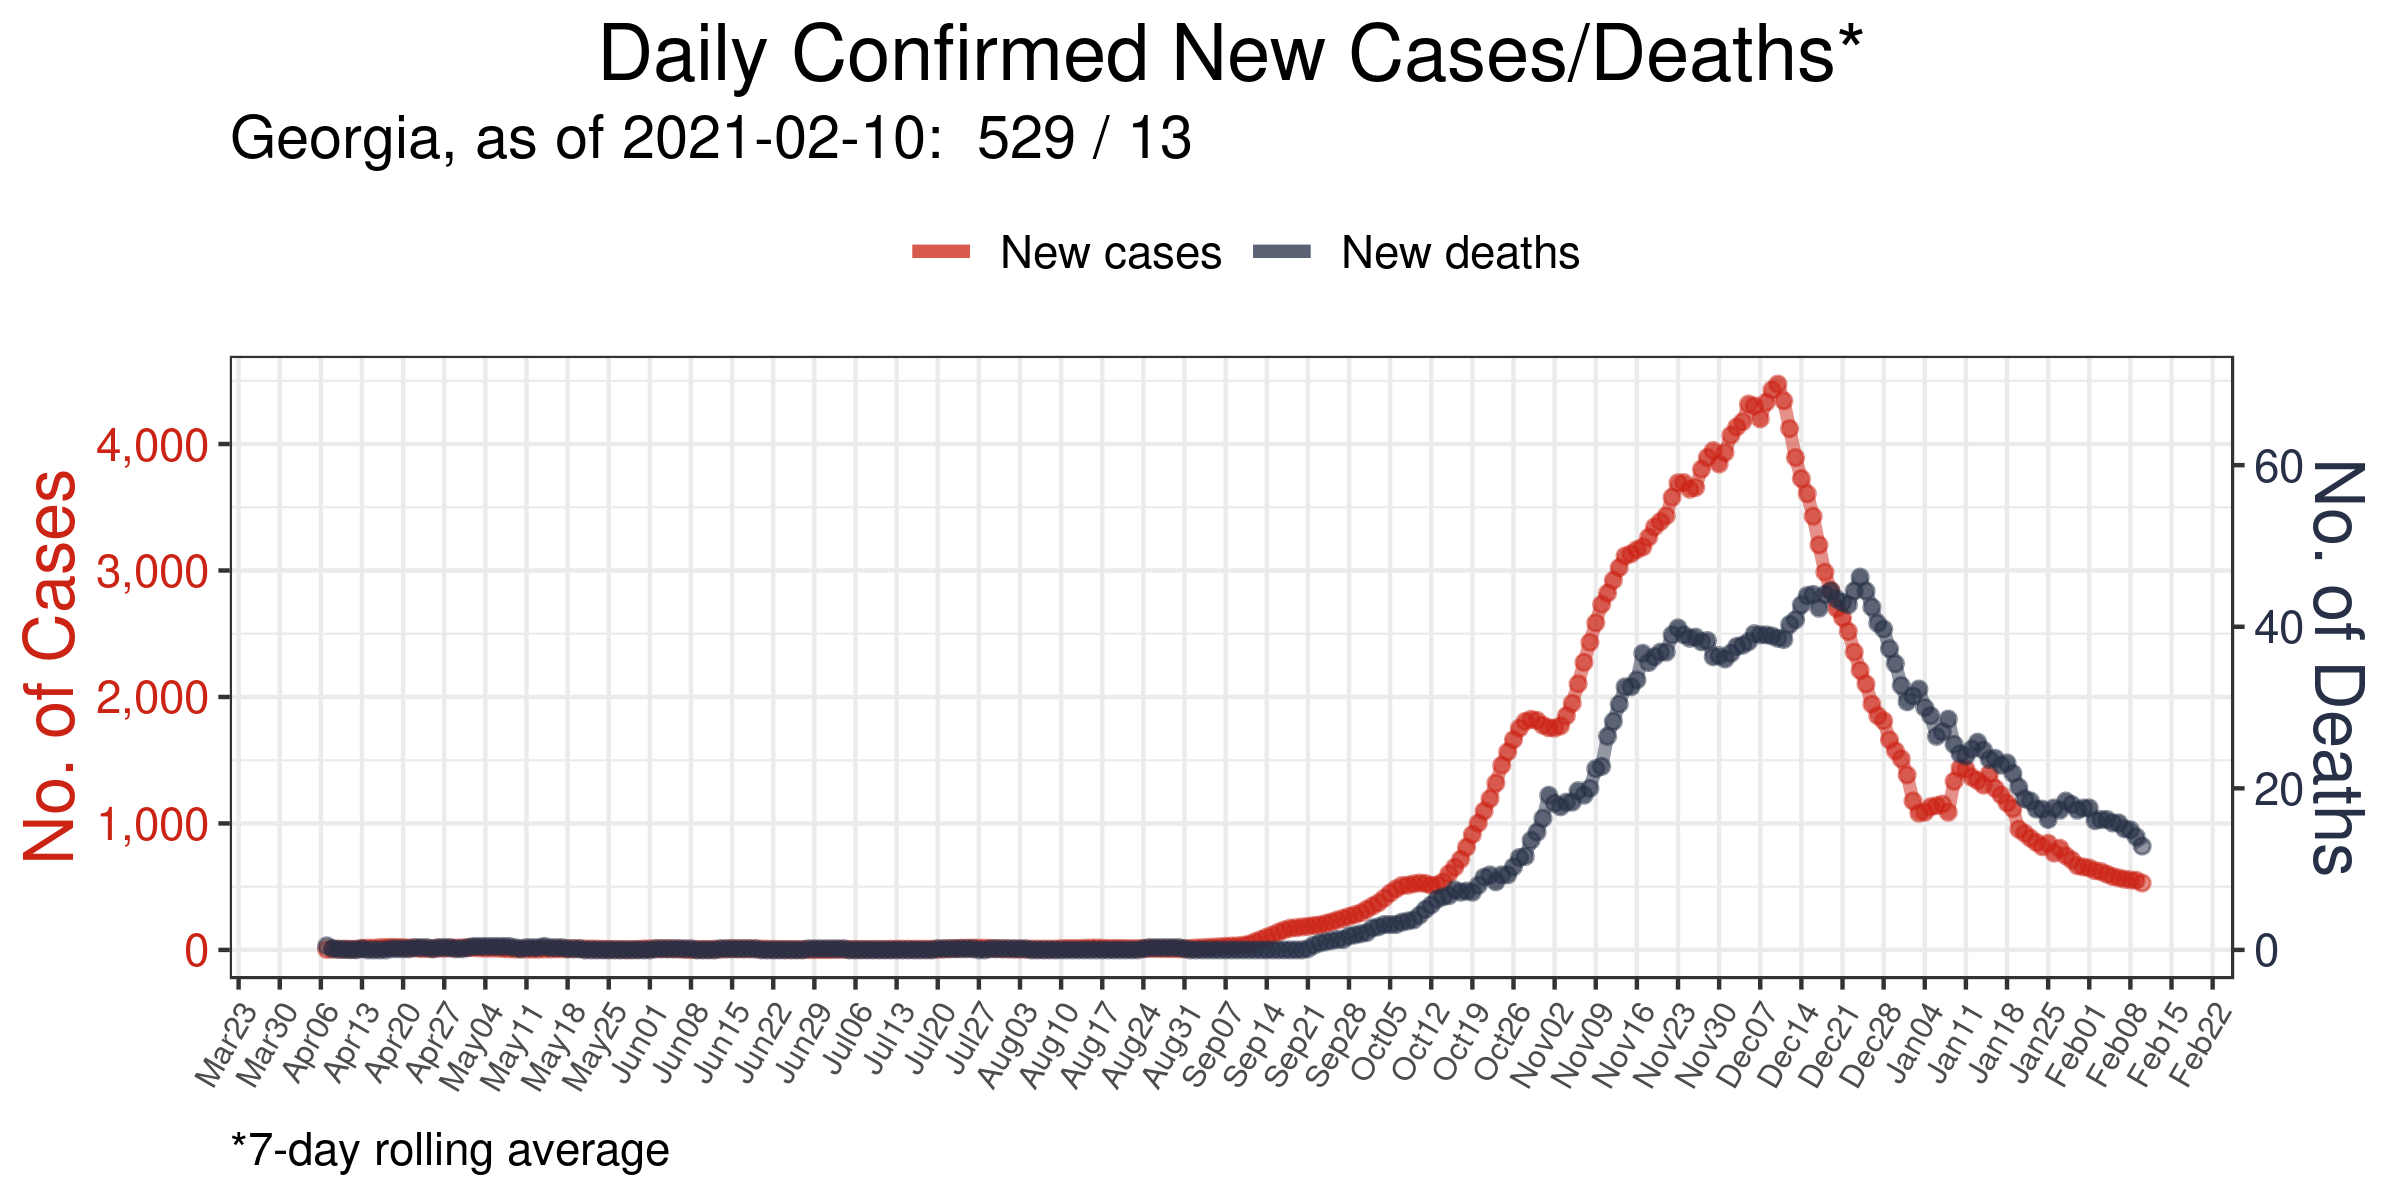 Daily Confirmed New Cases/Deaths*
Georgia, as of 2021-02-10:  529 / 13
New cases
New deaths
No. of Cases
4,000
3,000
2,000
1,000
0
No. of Deaths
60
40
20
0
Mar23
Mar30
Apr06
Apr13
Apr20
Apr27
May04
May11
May18
May25
Jun01
Jun08
Jun15
Jun22
Jun29
Jul06
Jul13
Jul20
Jul27
Aug03
Aug10
Aug17
Aug24
Aug31
Sep07
Sep14
Sep21
Sep28
Oct05
Oct12
Oct19
Oct26
Nov02
Nov09
Nov16
Nov23
Nov30
Dec07
Dec14
Dec21
Dec28
Jan04
Jan11
Jan18
Jan25
Feb01
Feb08
Feb15
Feb22
*7-day rolling average